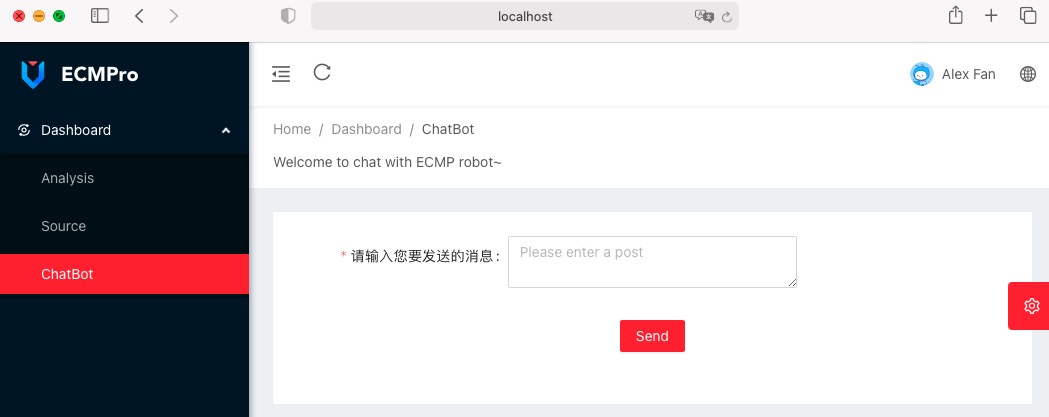 localhost
ECMPro
Alex Fan
Dashboard
Analysis
Source
ChatBot
Home / Dashboard / ChatBot
Welcome to chat with ECMP robot~
* 请输入您要发送的消息:
Please enter a post
Send